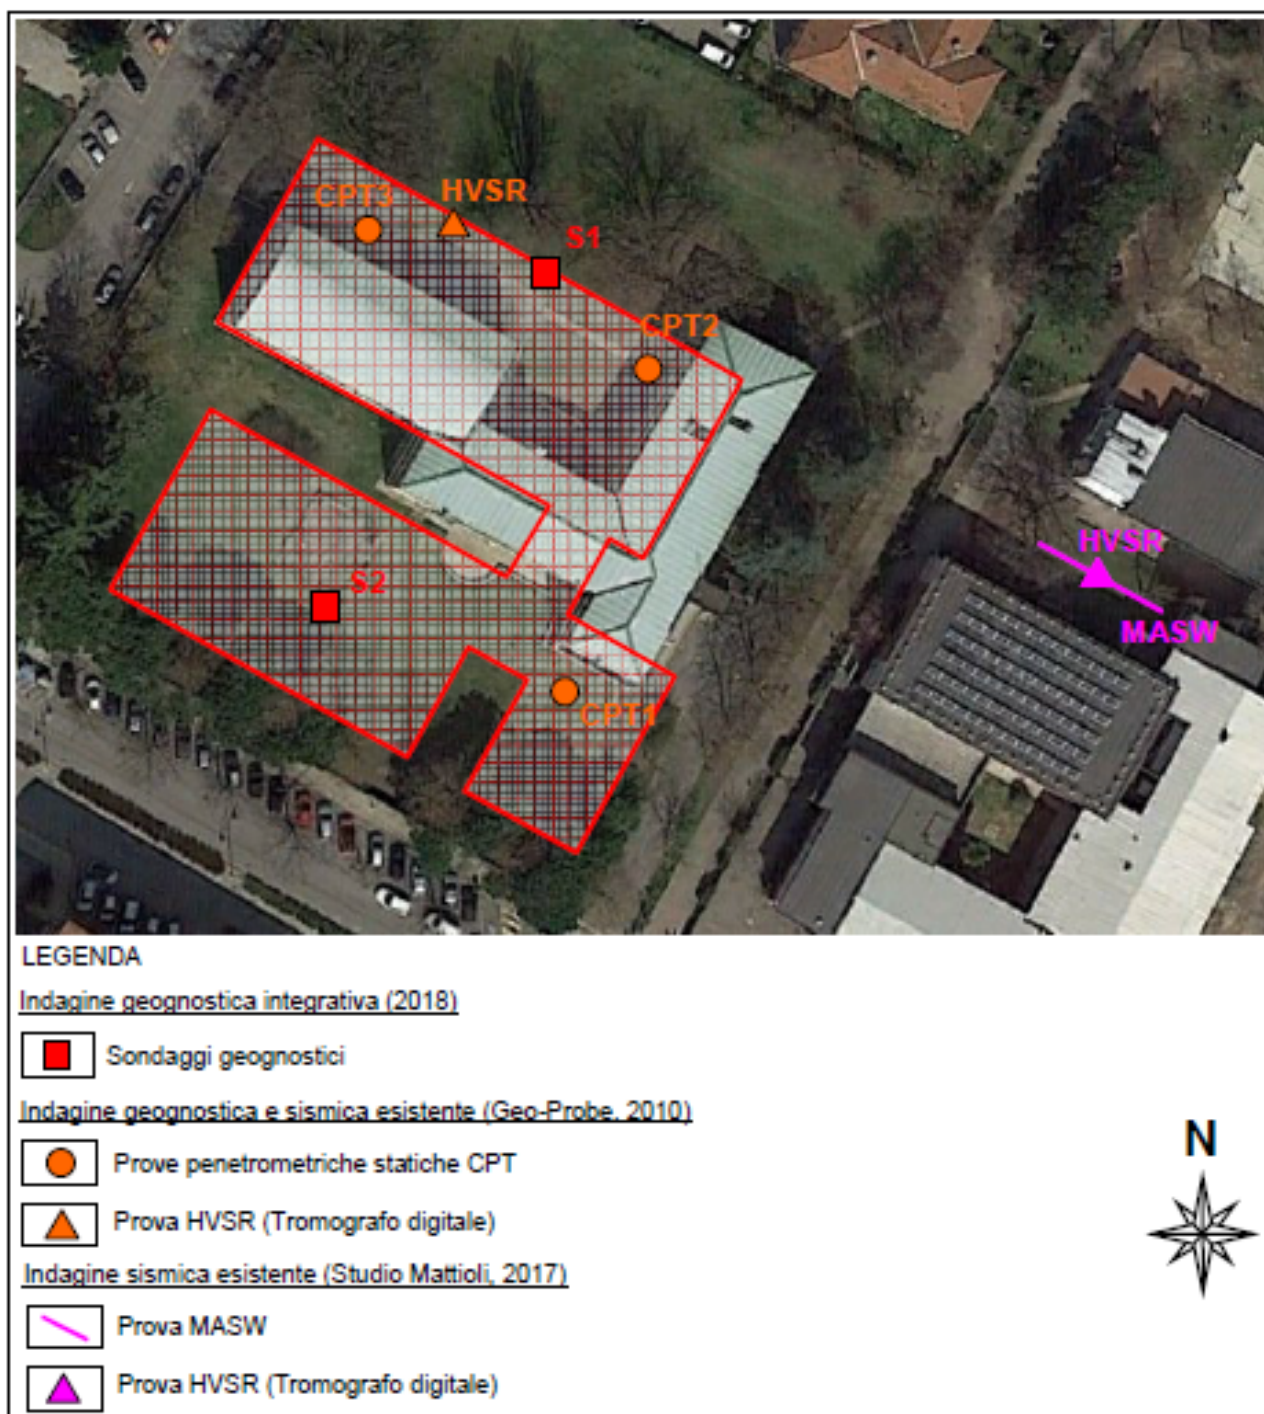 CPT3
HVSR
S1
CPT2
S2
CPT1
HVSR
MASW
LEGENDA
Indagine geognostica integrativa (2018)
Sondaggi geognostici
Indagine geognostica e sismica esistente (Geo-Probe, 2010)
Prove penetrometriche statiche CPT
Prova HVSR (Tromografo digitale)
Indagine sismica esistente (Studio Mattioli, 2017)
Prova MASW
Prova HVSR (Tromografo digitale)
N